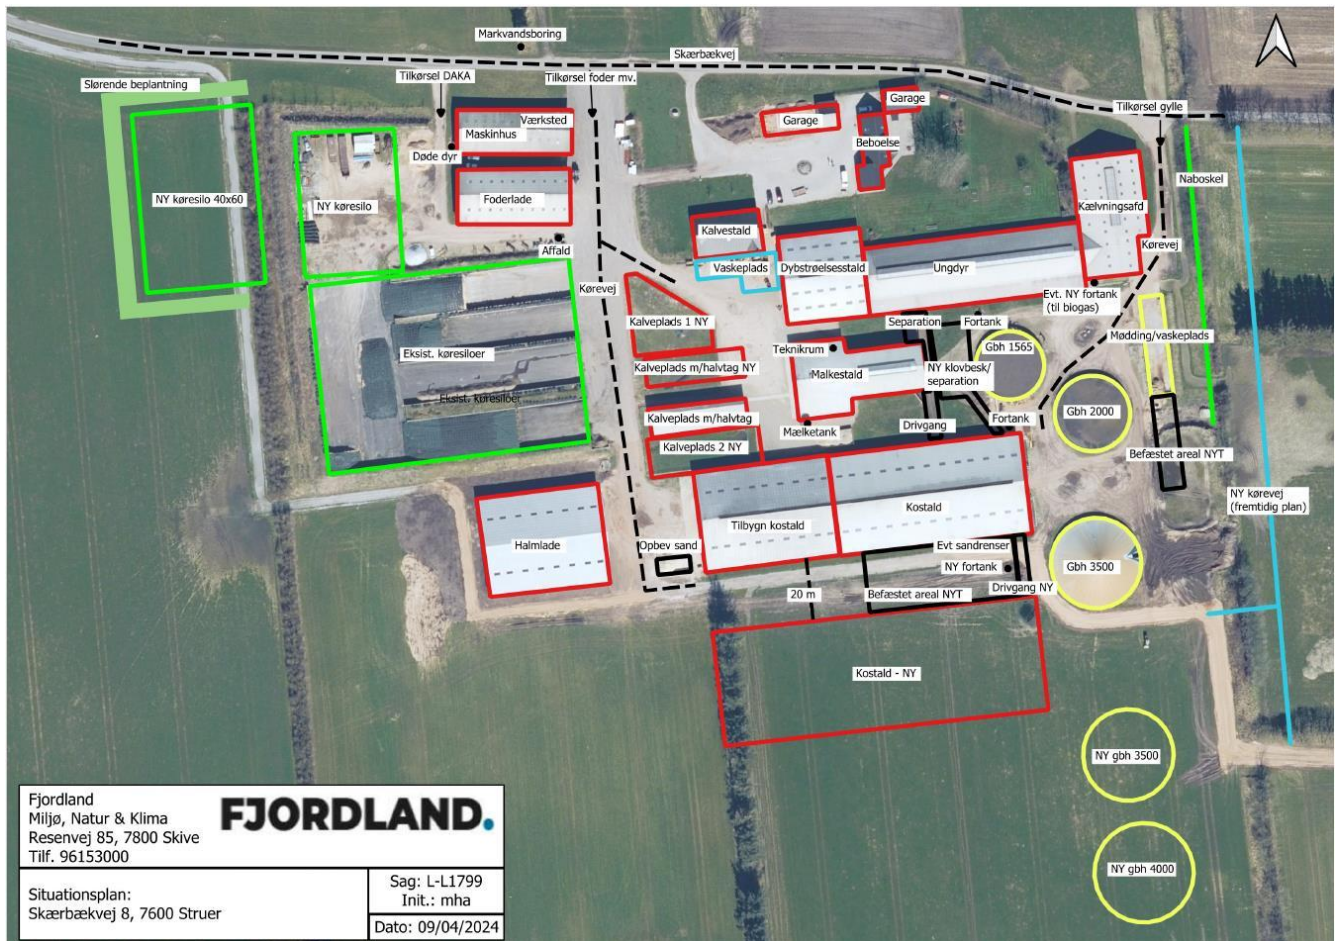 Markvandsboring
Skærbækvej
Slørende beplantning
Tilkørsel DAKA
Tilkørsel foder mv.
Tilkørsel gylle
Garage
Garage
Værksted
Maskinhus
Døde dyr
Beboelse
Naboskel
NY køresilo 40x60
NY køresilo
Foderlade
Kælvningsafd
Kalvestald
Affald
Kørevej
Vaskeplads
Dybstrøelsesstald
Ungdyr
Kørevej
Evt. NY fortank
(til biogas)
Kalveplads 1 NY
Separation
Fortank
Mødding/vaskeplads
Gbh 1565
Teknikrum
Eksist. køresiloer
Kalveplads m/halvtag NY
Malkestald
NY klovbesk/
separation
Eksist. køresiloer
Gbh 2000
Kalveplads m/halvtag
Mælketank
Drivgang
Fortank
Kalveplads 2 NY
Befæstet areal NYT
NY kørevej
(fremtidig plan)
Kostald
Tilbygn kostald
Halmlade
Opbev sand
Evt sandrenser
NY fortank
Gbh 3500
Drivgang NY
20 m
Befæstet areal NYT
Kostald - NY
NY gbh 3500
NY gbh 4000
Fjordland
Miljø, Natur & Klima
Resenvej 85, 7800 Skive
Tilf. 96153000
FJORDLAND.
Situationsplan:
Skærbækvej 8, 7600 Struer
Sag: L-L1799
Init.: mha
Dato: 09/04/2024